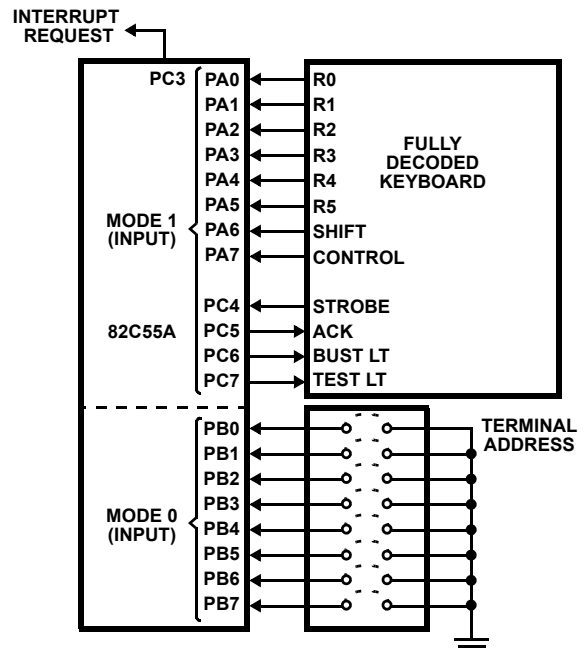 INTERRUPT
REQUEST
PC3 PA0 R0
PA1 R1
PA2 R2
PA3 R3
PA4 R4
PA5 R5
PA6 SHIFT
PA7 CONTROL
FULLY
DECODED
KEYBOARD
MODE 1
(INPUT)
PC4 STROBE
82C55A PC5 ACK
PC6 BUST LT
PC7 TEST LT
PB0
PB1
PB2
PB3
PB4
PB5
PB6
PB7
MODE 0
(INPUT)
TERMINAL
ADDRESS